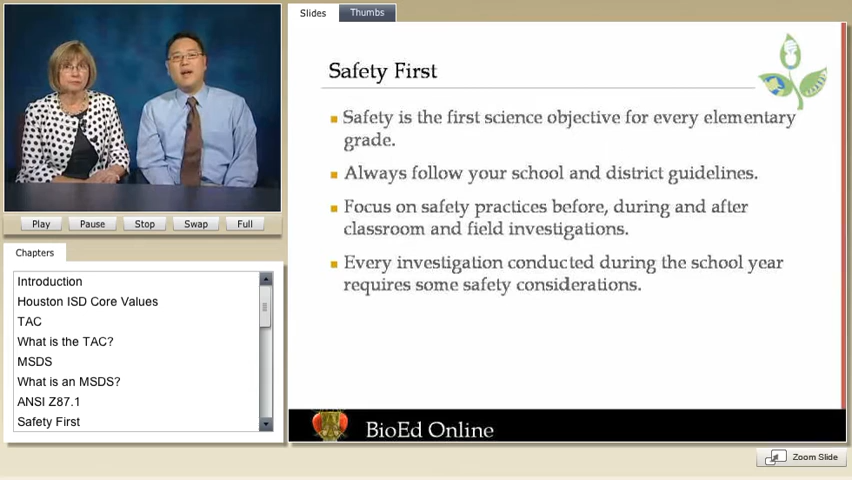 Slides
Thumbs
Safety First
Safety is the first science objective for every elementary
grade.
Always follow your school and district guidelines.
Focus on safety practices before, during and after
classroom and field investigations.
Every investigation conducted during the school year
requires some safety considerations.
BioEd Online
Zoom Slide
Play
Pause
Stop
Swap
Full
Chapters
Introduction
Houston ISD Core Values
TAC
What is the TAC?
MSDS
What is an MSDS?
ANSI Z87.1
Safety First